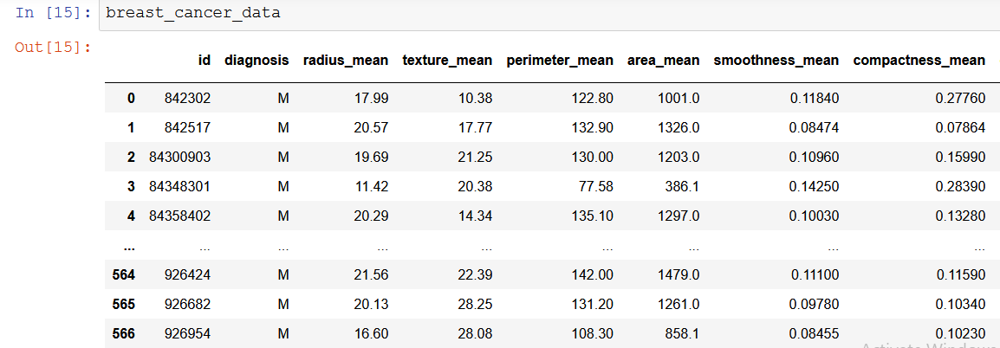 In [15]: breast_cancer_data
Out[15]:
id diagnosis radius_mean texture_mean perimeter_mean area_mean smoothness_mean compactness_mean
0 842302 M 17.99 10.38 122.80 1001.0 0.11840 0.27760
1 842517 M 20.57 17.77 132.90 1326.0 0.08474 0.07864
2 84300903 M 19.69 21.25 130.00 1203.0 0.10960 0.15990
3 84348301 M 11.42 20.38 77.58 386.1 0.14250 0.28390
4 84358402 M 20.29 14.34 135.10 1297.0 0.10030 0.13280
... ... ... ... ... ... ... ... ...
564 926424 M 21.56 22.39 142.00 1479.0 0.11100 0.11590
565 926682 M 20.13 28.25 131.20 1261.0 0.09780 0.10340
566 926954 M 16.60 28.08 108.30 858.1 0.08455 0.10230
Activate Windows